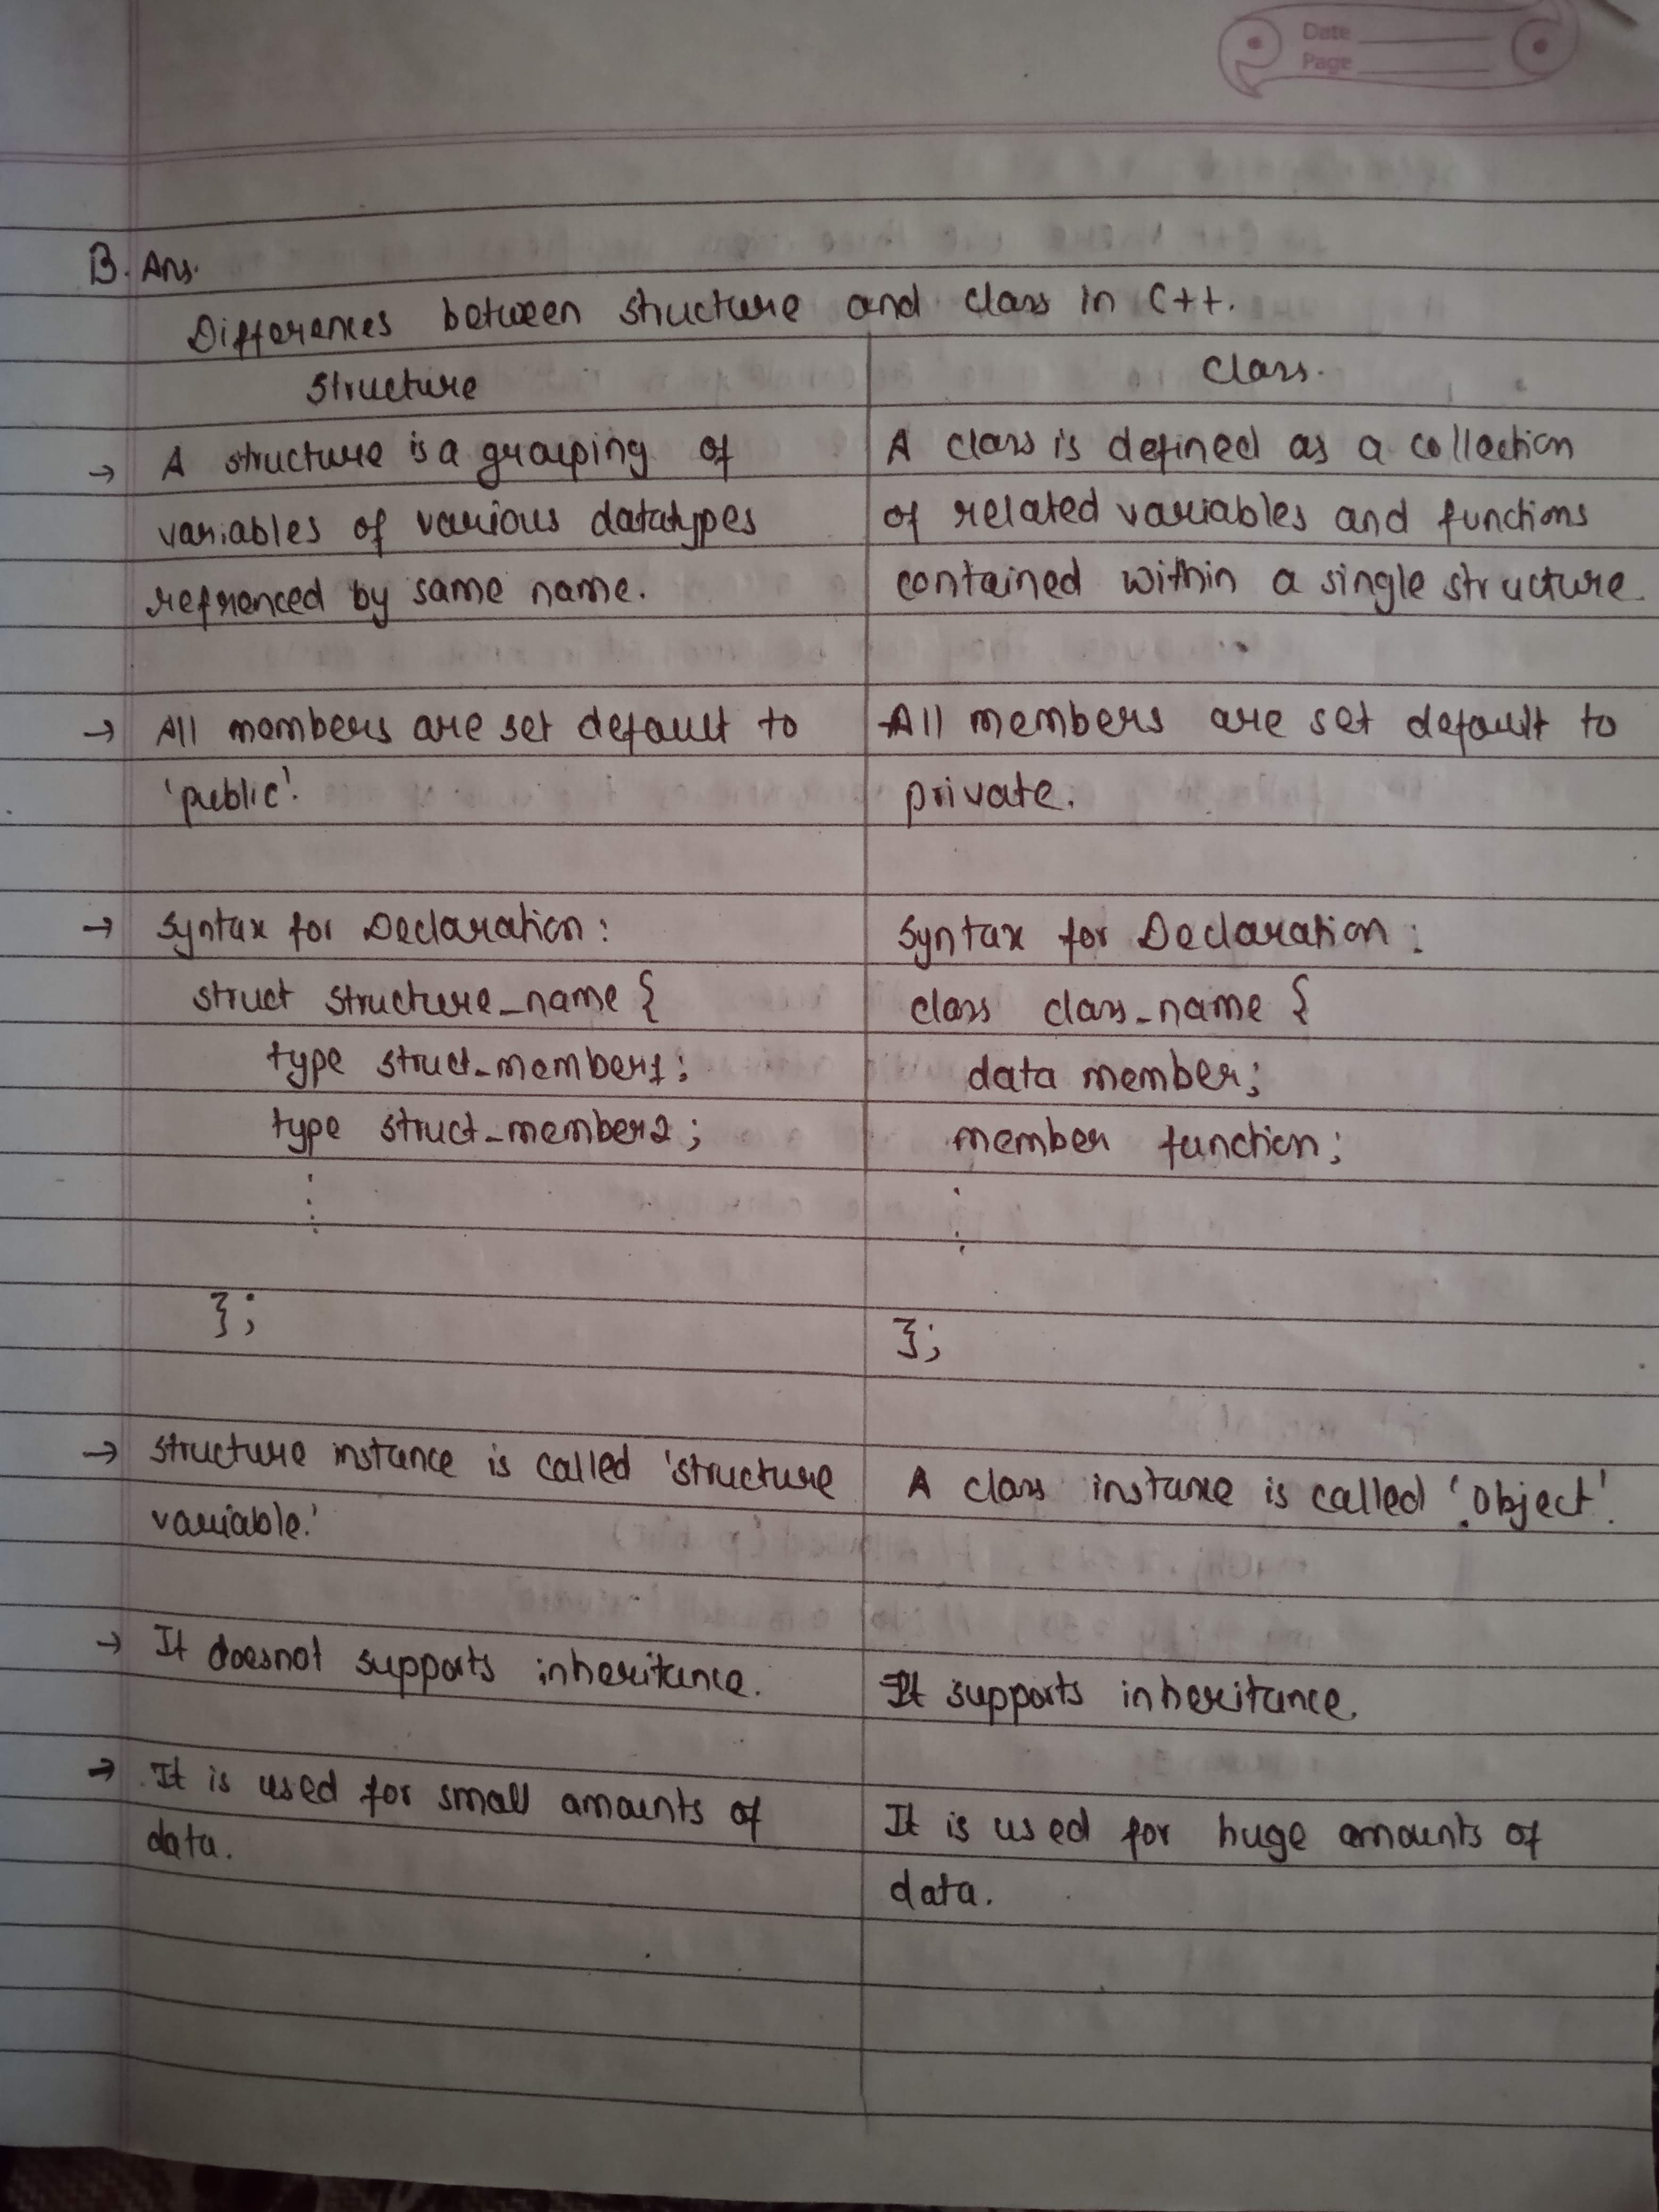 Date
Page
B. Ans.
Differences between structure and class in C++.
Structure
A structure is a grouping of
variables of various datatypes
refrenced by same name.
→ All members are set default to
'public'.
→ Syntax for Declaration:
struct structure_name {
type struct_member1;
type struct_member2;
:
:
};
→ Structure instance is called 'structure
variable.'
→ It doesnot supports inheritance.
→ It is used for small amounts of
data.
Class.
A class is defined as a collection
of related variables and functions
contained within a single structure.
All members are set default to
private.
Syntax for Declaration:
class class_name {
data member;
member function;
:
};
A class instance is called 'Object'.
It supports inheritance.
It is used for huge amounts of
data.